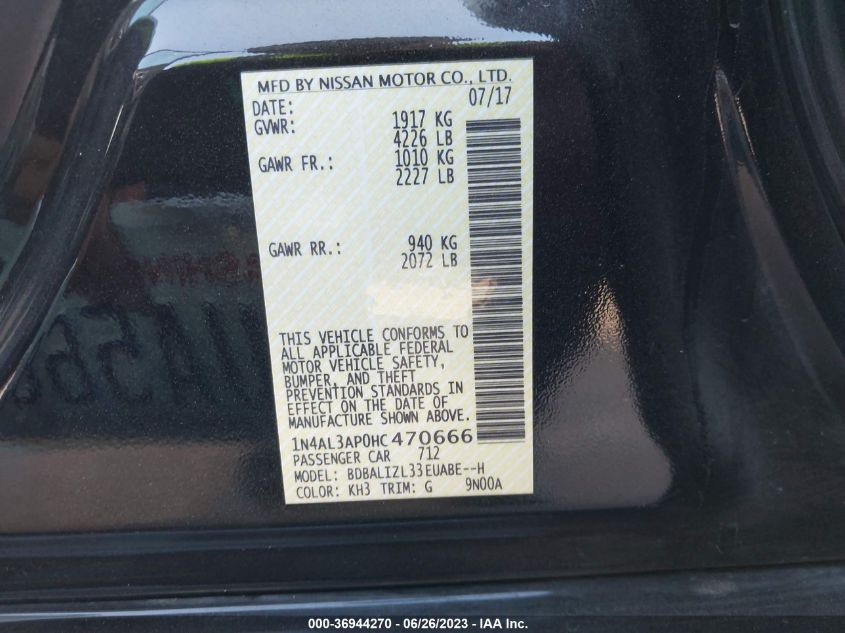 MFD BY NISSAN MOTOR CO., LTD.
DATE: 07/17
GVWR: 1917 KG
4226 LB
GAWR FR.: 1010 KG
2227 LB
GAWR RR.: 940 KG
2072 LB
THIS VEHICLE CONFORMS TO
ALL APPLICABLE FEDERAL
MOTOR VEHICLE SAFETY,
BUMPER, AND THEFT
PREVENTION STANDARDS IN
EFFECT ON THE DATE OF
MANUFACTURE SHOWN ABOVE.
1N4AL3AP0HC470666
PASSENGER CAR 712
MODEL: BDBALIZL33EUABE--H
COLOR: KH3 TRIM: G 9N00A
000-36944270 - 06/26/2023 - IAA Inc.